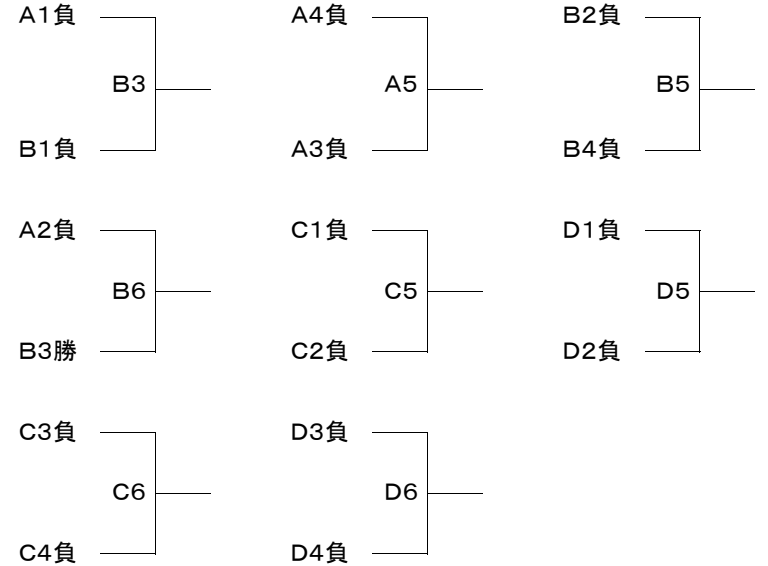 A1負 A4負 B2負
B3 A5 B5
B1負 A3負 B4負
A2負 C1負 D1負
B6 C5 D5
B3勝 C2負 D2負
C3負 D3負
C6 D6
C4負 D4負